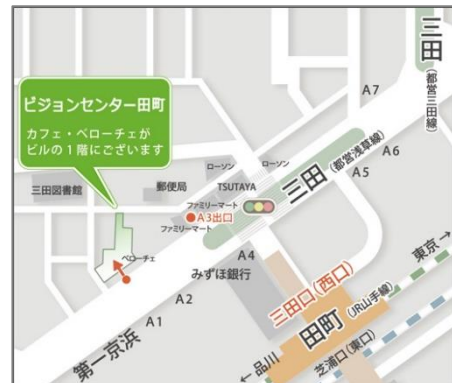 三田
(都営三田線)
A7
ビジョンセンター田町
カフェ・ベローチェが
ビルの1階にございます
A6
ローソン
ローソン
三田
(都営浅草線)
A5
三田図書館
郵便局
TSUTAYA
ファミリーマート
A3出口
ファミリーマート
東京→
ベローチェ
A4
みずほ銀行
三田口(西口)
A2
田町
(JR山手線)
A1
第一京浜
芝浦口(東口)
←品川